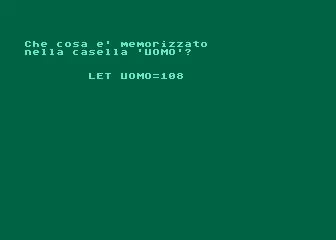 Che cosa e' memorizzato
nella casella 'UOMO'?
LET UOMO=108